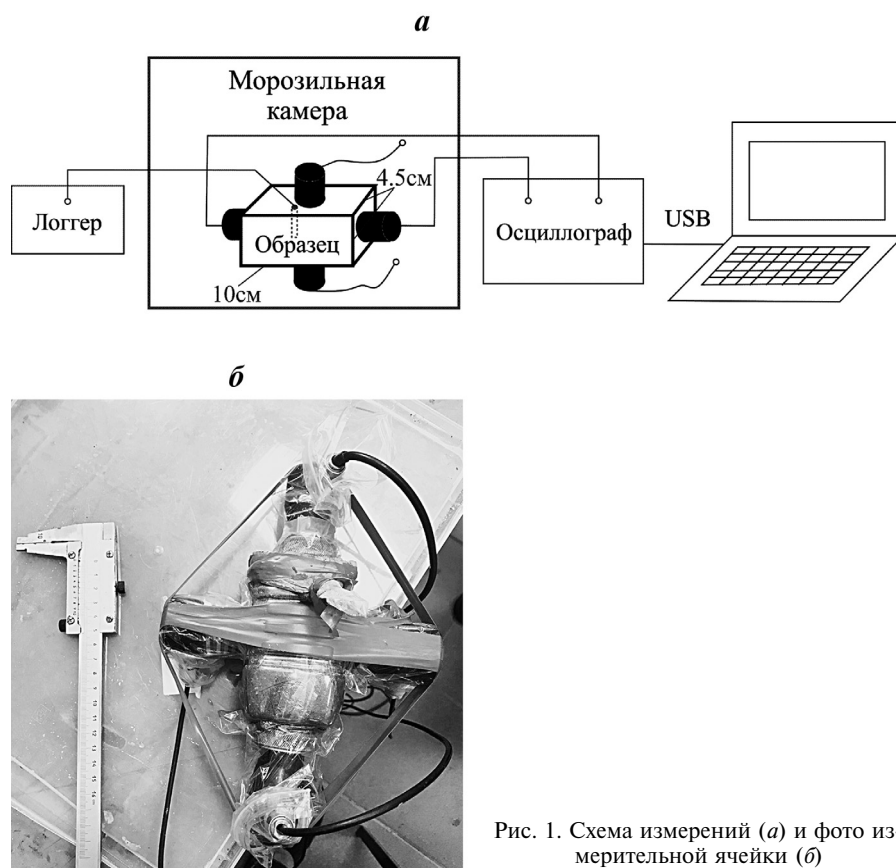 а
Морозильная
камера
4.5см
Логгер
Образец
Осциллограф
USB
10см
б
Рис. 1. Схема измерений (а) и фото из
мерительной ячейки (б)